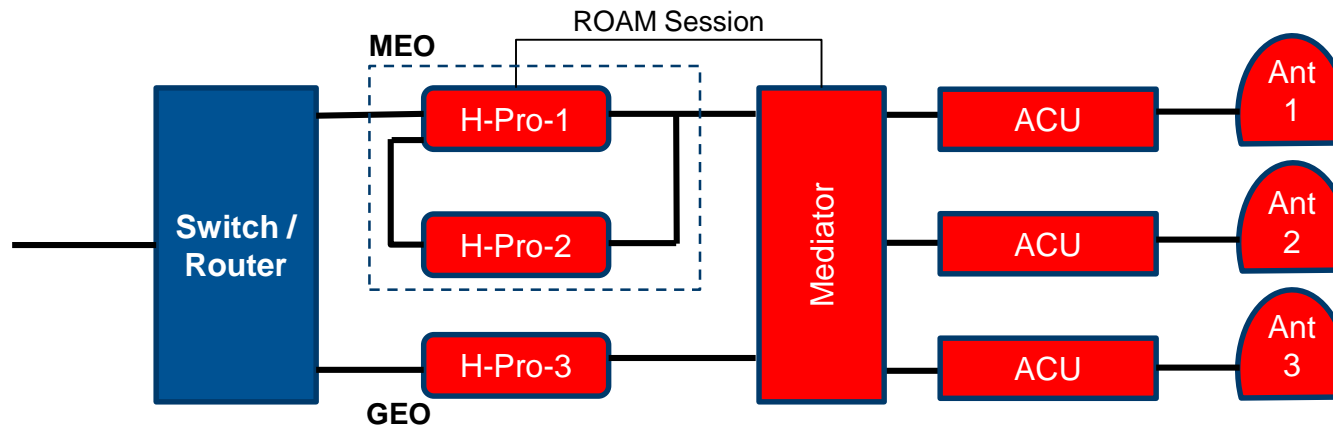 ROAM Session
MEO
H-Pro-1
H-Pro-2
H-Pro-3
GEO
Switch /
Router
Mediator
ACU
ACU
ACU
Ant
1
Ant
2
Ant
3